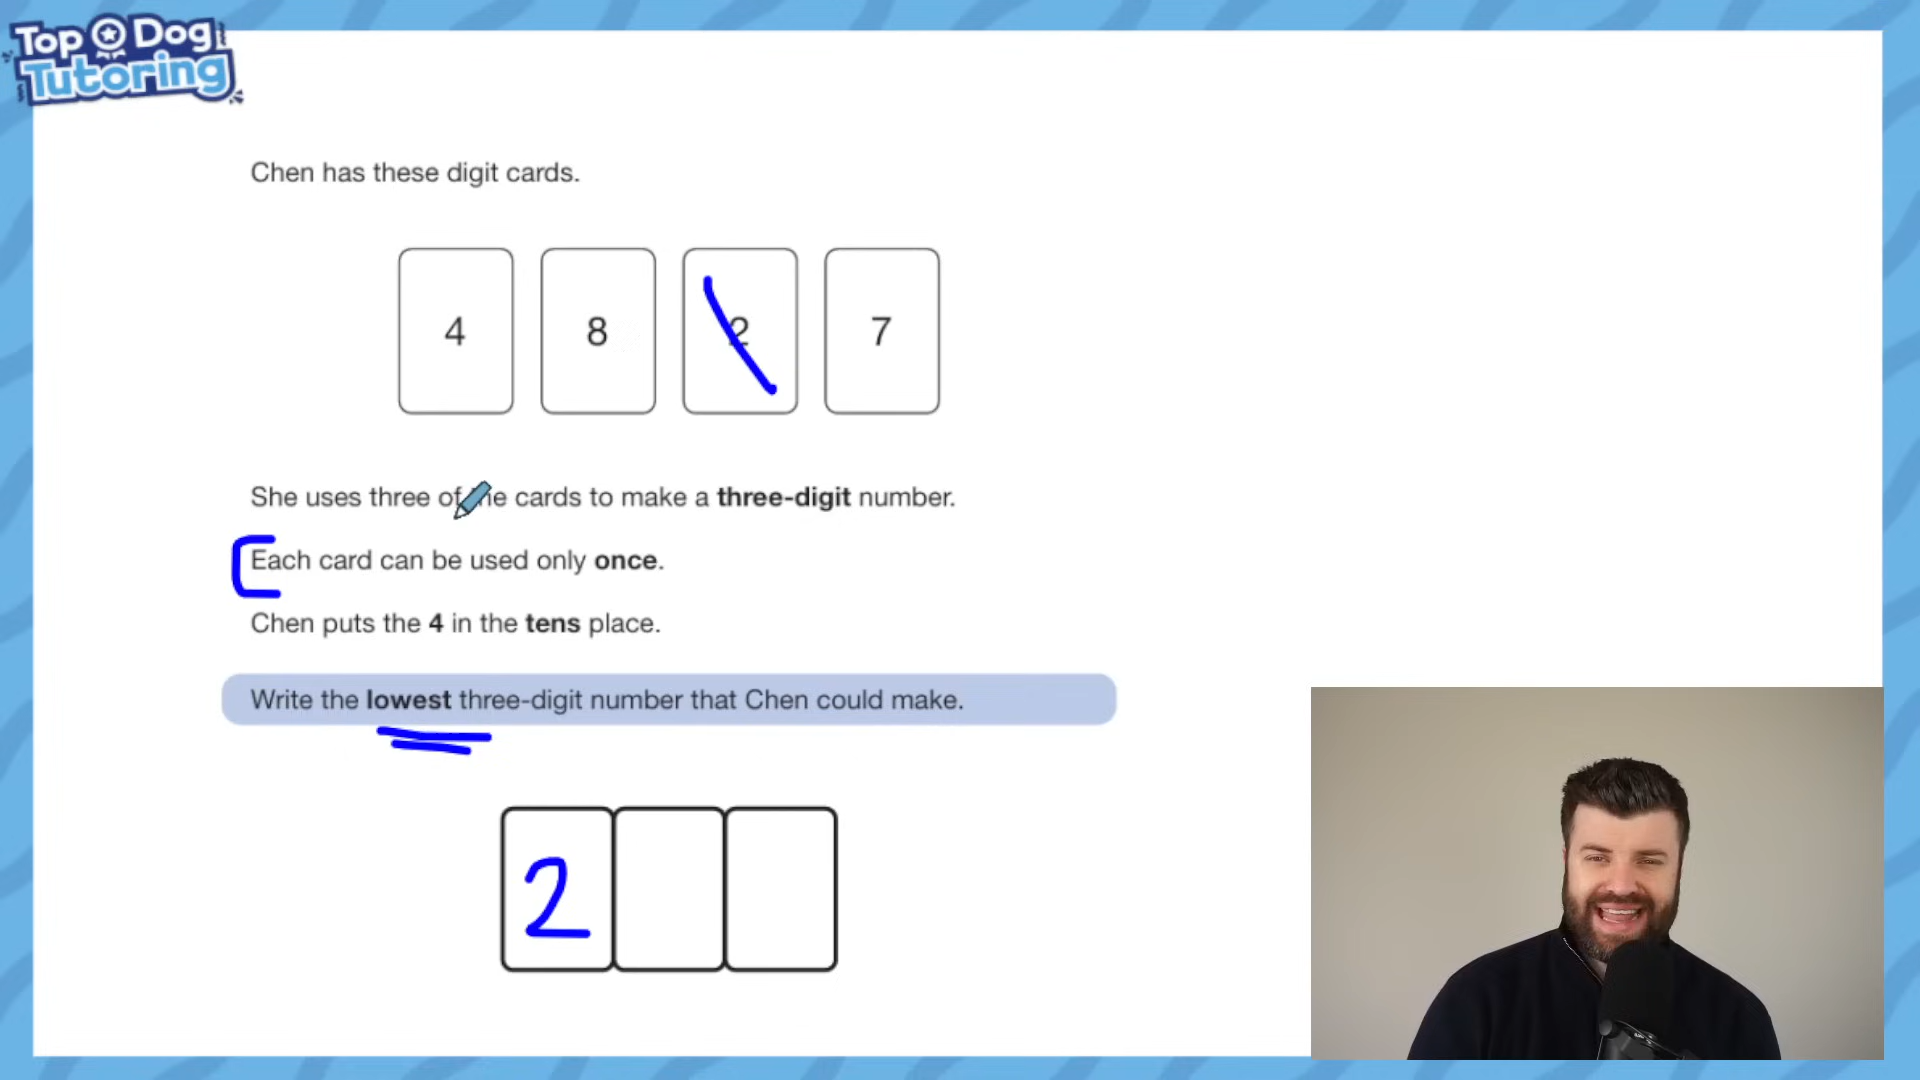 Top Dog
Tutoring
Chen has these digit cards.
4 8 2 7
She uses three of the cards to make a three-digit number.
Each card can be used only once.
Chen puts the 4 in the tens place.
Write the lowest three-digit number that Chen could make.
2